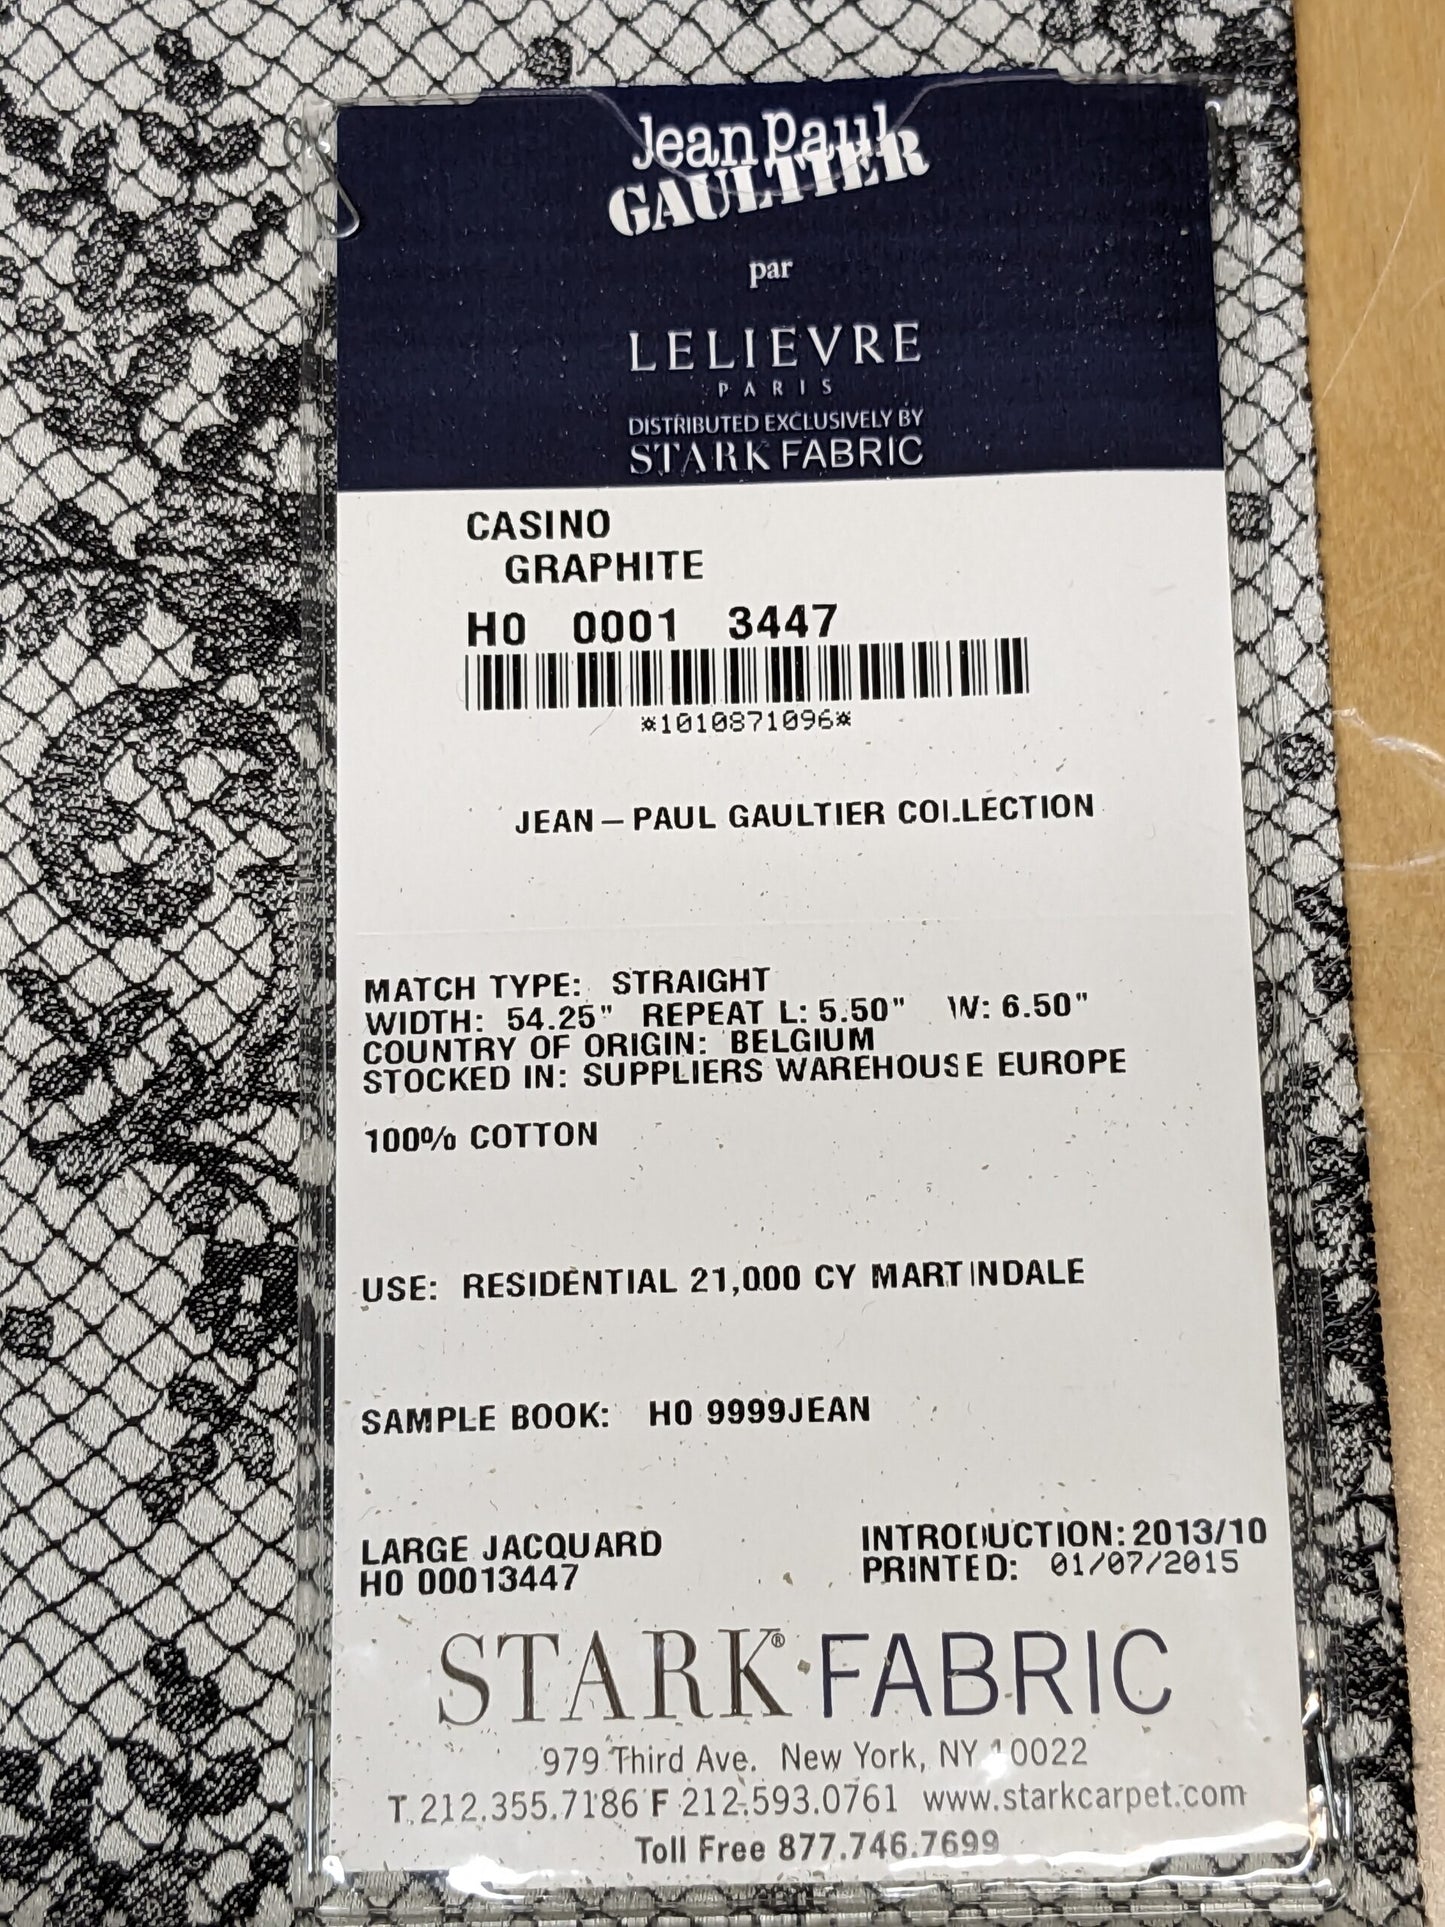 Jean Paul
GAULTIER
par
LELIEVRE
PARIS
DISTRIBUTED EXCLUSIVELY BY
STARK FABRIC
CASINO
GRAPHITE
H0 0001 3447
*1010871096*
JEAN-PAUL GAULTIER COLLECTION
MATCH TYPE: STRAIGHT
WIDTH: 54.25" REPEAT L: 5.50" W: 6.50"
COUNTRY OF ORIGIN: BELGIUM
STOCKED IN: SUPPLIERS WAREHOUSE EUROPE
100% COTTON
USE: RESIDENTIAL 21,000 CY MARTINDALE
SAMPLE BOOK: H0 9999JEAN
LARGE JACQUARD INTRODUCTION: 2013/10
H0 00013447 PRINTED: 01/07/2015
STARK® FABRIC
979 Third Ave. New York, NY 10022
T.212.355.7186 F 212.593.0761 www.starkcarpet.com
Toll Free 877.746.7699